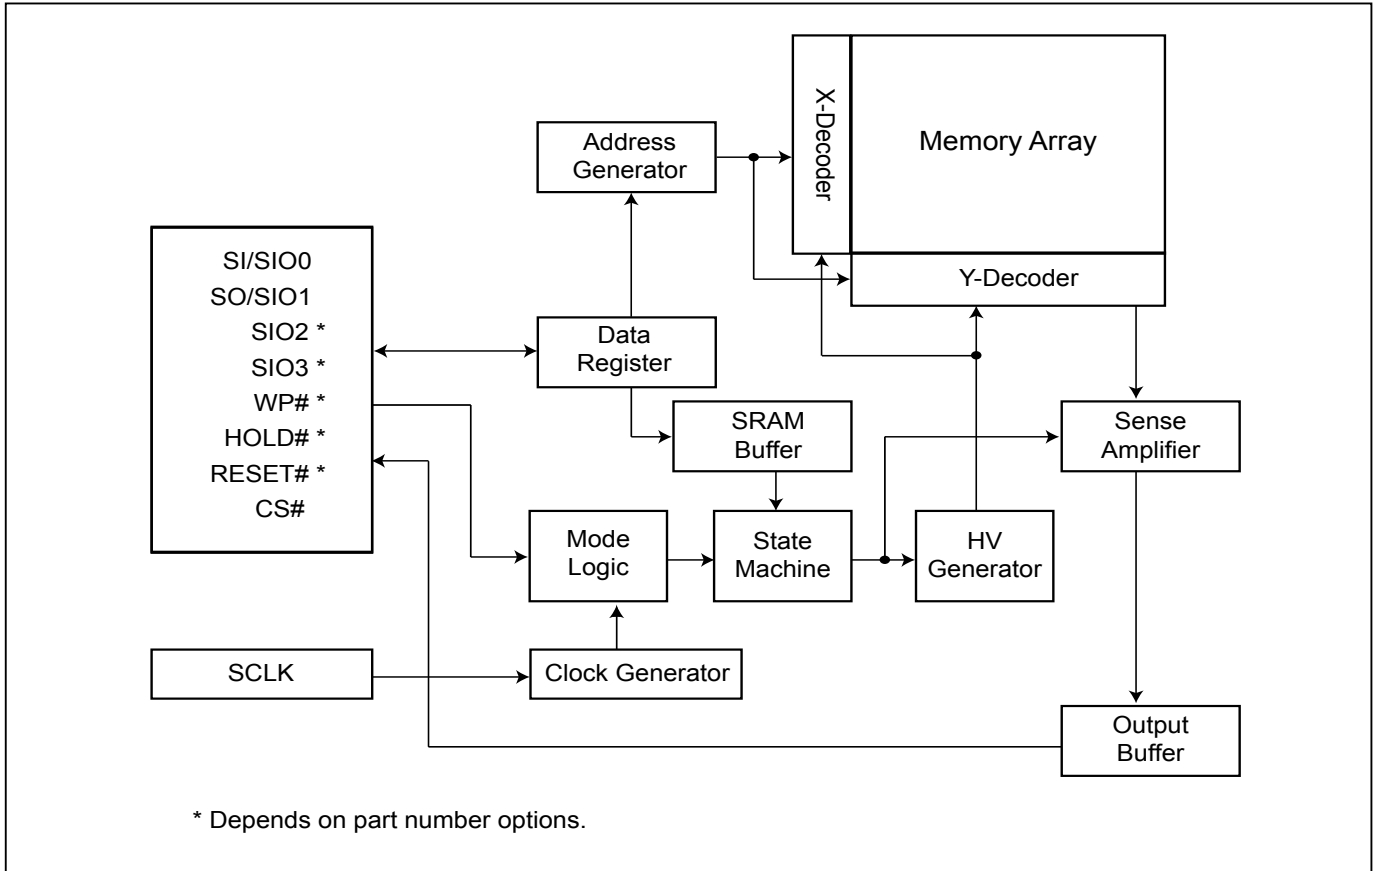 X-Decoder
Memory Array
Address
Generator
SI/SIO0
SO/SIO1
SIO2 *
SIO3 *
WP# *
HOLD# *
RESET# *
CS#
Y-Decoder
Data
Register
SRAM
Buffer
Sense
Amplifier
Mode
Logic
State
Machine
HV
Generator
SCLK
Clock Generator
Output
Buffer
* Depends on part number options.